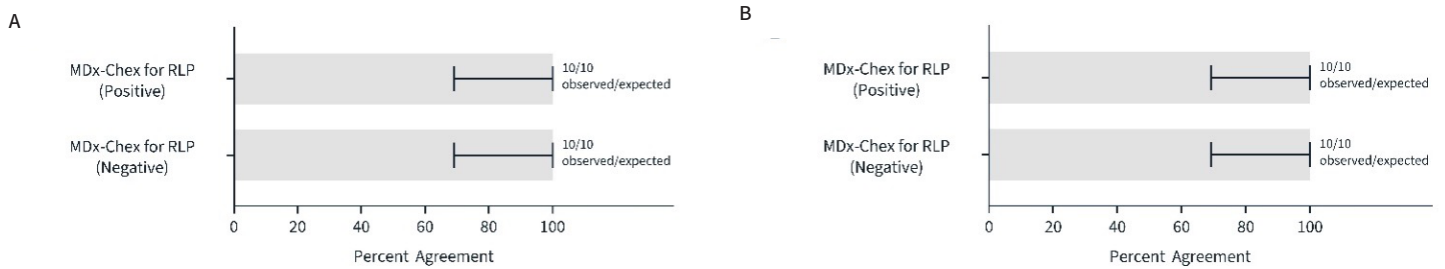 A
MDx-Chex for RLP
(Positive)
10/10
observed/expected
MDx-Chex for RLP
(Negative)
10/10
observed/expected
0 20 40 60 80 100
Percent Agreement
B
MDx-Chex for RLP
(Positive)
10/10
observed/expected
MDx-Chex for RLP
(Negative)
10/10
observed/expected
0 20 40 60 80 100
Percent Agreement